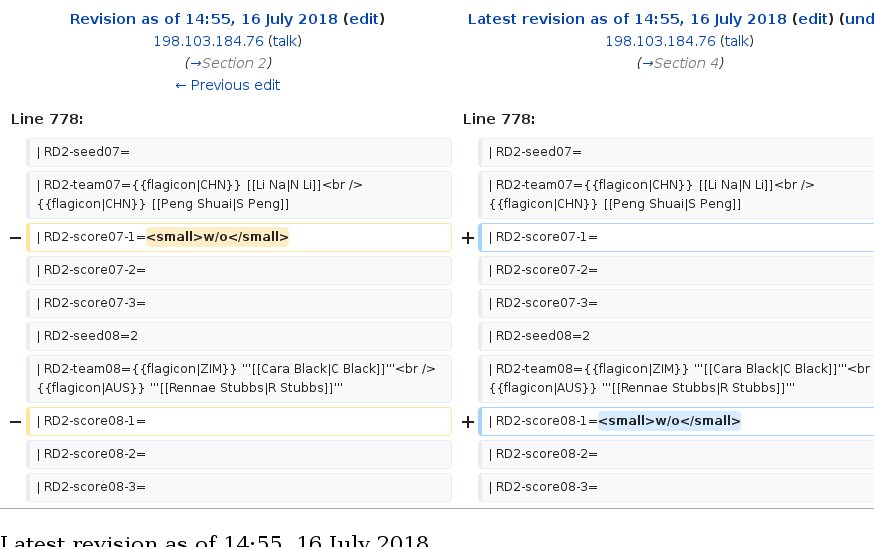 Revision as of 14:55, 16 July 2018 (edit)
198.103.184.76 (talk)
(→Section 2)
← Previous edit
Latest revision as of 14:55, 16 July 2018 (edit) (und
198.103.184.76 (talk)
(→Section 4)
Line 778:
Line 778:
| RD2-seed07=
| RD2-seed07=
| RD2-team07={{flagicon|CHN}} [[Li Na|N Li]]<br />
{{flagicon|CHN}} [[Peng Shuai|S Peng]]
| RD2-team07={{flagicon|CHN}} [[Li Na|N Li]]<br />
{{flagicon|CHN}} [[Peng Shuai|S Peng]]
− | RD2-score07-1=<small>w/o</small>
+ | RD2-score07-1=
| RD2-score07-2=
| RD2-score07-2=
| RD2-score07-3=
| RD2-score07-3=
| RD2-seed08=2
| RD2-seed08=2
| RD2-team08={{flagicon|ZIM}} '''[[Cara Black|C Black]]'''<br />
{{flagicon|AUS}} '''[[Rennae Stubbs|R Stubbs]]'''
| RD2-team08={{flagicon|ZIM}} '''[[Cara Black|C Black]]'''<br
{{flagicon|AUS}} '''[[Rennae Stubbs|R Stubbs]]'''
− | RD2-score08-1=
+ | RD2-score08-1=<small>w/o</small>
| RD2-score08-2=
| RD2-score08-2=
| RD2-score08-3=
| RD2-score08-3=
Latest revision as of 14:55, 16 July 2018